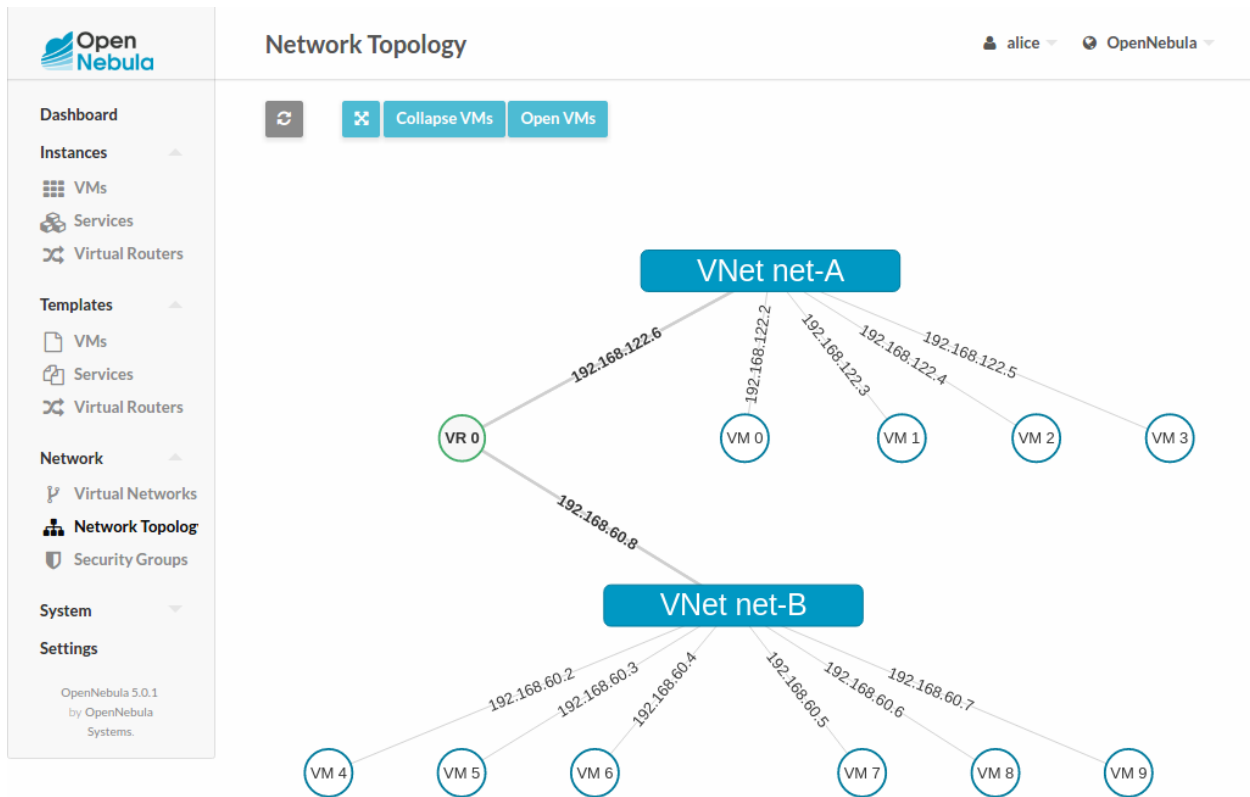 Open
Nebula
Network Topology
alice
OpenNebula
Dashboard
Instances
VMs
Services
Virtual Routers
Templates
VMs
Services
Virtual Routers
Network
Virtual Networks
Network Topolog
Security Groups
System
Settings
OpenNebula 5.0.1
by OpenNebula
Systems.
Collapse VMs
Open VMs
VNet net-A
192.168.122.6
192.168.122.2
192.168.122.3
192.168.122.4
192.168.122.5
VR 0
VM 0
VM 1
VM 2
VM 3
192.168.60.8
VNet net-B
192.168.60.2
192.168.60.3
192.168.60.4
192.168.60.5
192.168.60.6
192.168.60.7
VM 4
VM 5
VM 6
VM 7
VM 8
VM 9